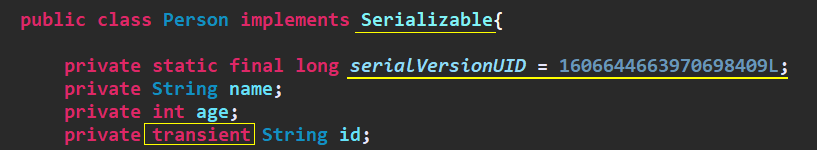 public class Person implements Serializable{
private static final long serialVersionUID = 1606644663970698409L;
private String name;
private int age;
private transient String id;